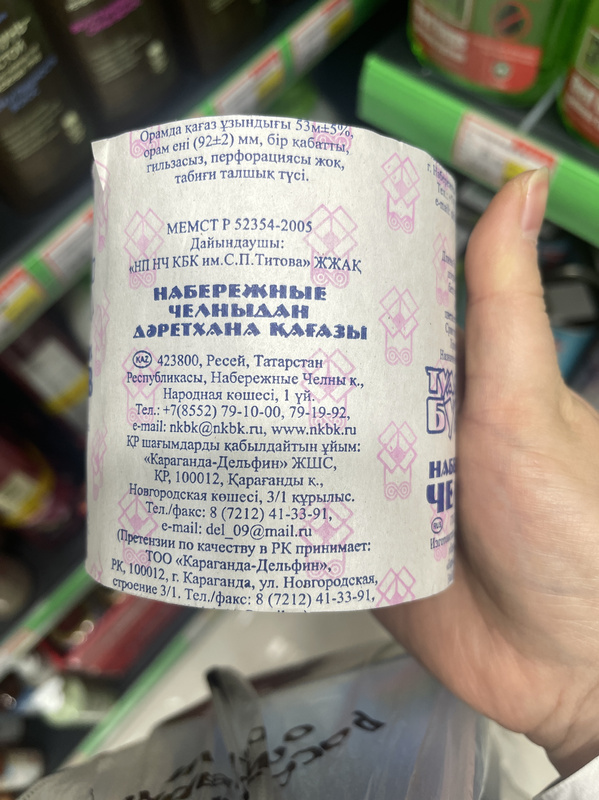 Орамда қағаз ұзындығы 53м±5%,
орам ені (92±2) мм, бір қабатты,
гильзасыз, перфорациясы жоқ,
табиғи талшық түсі.
МЕМСТ Р 52354-2005
Дайындаушы:
«НП НЧ КБК им.С.П.Титова» ЖЖАҚ
НАБЕРЕЖНЫЕ
ЧЕЛНЫДАН
ДӘРЕТХАНА ҚАҒАЗЫ
KAZ 423800, Ресей, Татарстан
Республикасы, Набережные Челны қ.,
Народная көшесі, 1 үй.
Тел.: +7(8552) 79-10-00, 79-19-92,
e-mail: nkbk@nkbk.ru, www.nkbk.ru
ҚР шағымдарды қабылдайтын ұйым:
«Караганда-Дельфин» ЖШС,
ҚР, 100012, Қарағанды қ.,
Новгородская көшесі, 3/1 құрылыс.
Тел./факс: 8 (7212) 41-33-91,
e-mail: del_09@mail.ru
(Претензии по качеству в РК принимает:
ТОО «Караганда-Дельфин»,
РК, 100012, г. Караганда, ул. Новгородская,
строение 3/1. Тел./факс: 8 (7212) 41-33-91,